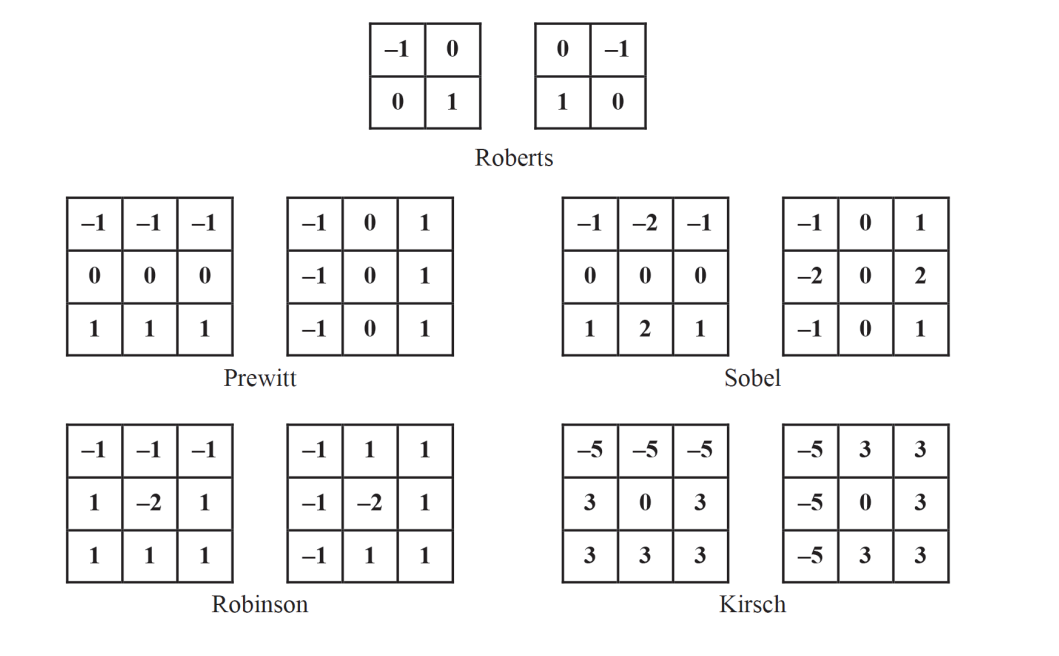 –1 0 0 –1
0 1 1 0
Roberts
–1 –1 –1 –1 0 1 –1 –2 –1 –1 0 1
0 0 0 –1 0 1 0 0 0 –2 0 2
1 1 1 –1 0 1 1 2 1 –1 0 1
Prewitt Sobel
–1 –1 –1 –1 1 1 –5 –5 –5 –5 3 3
1 –2 1 –1 –2 1 3 0 3 –5 0 3
1 1 1 –1 1 1 3 3 3 –5 3 3
Robinson Kirsch